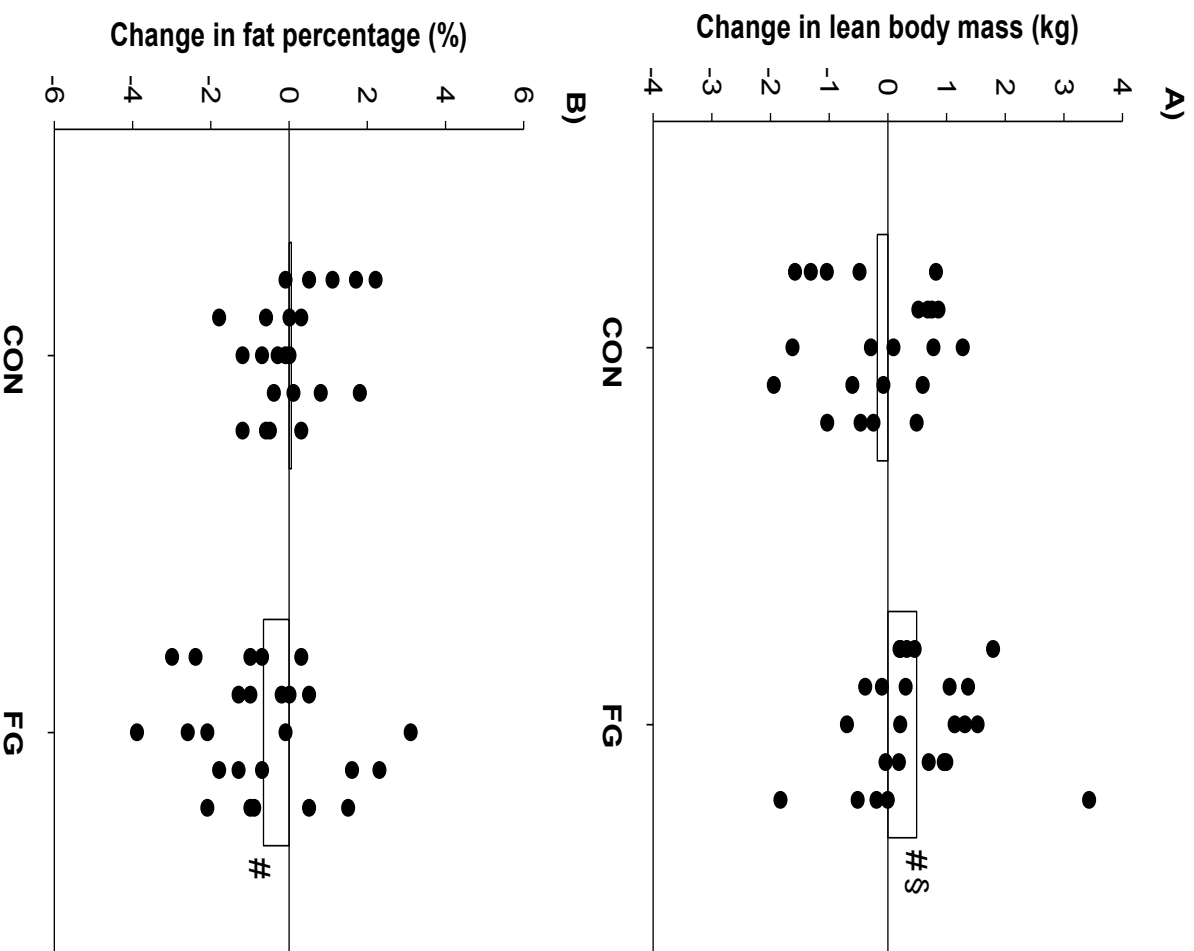 A)
Change in lean body mass (kg)
4
3
2
1
0
-1
-2
-3
-4
CON
FG
#§
B)
Change in fat percentage (%)
6
4
2
0
-2
-4
-6
CON
FG
#